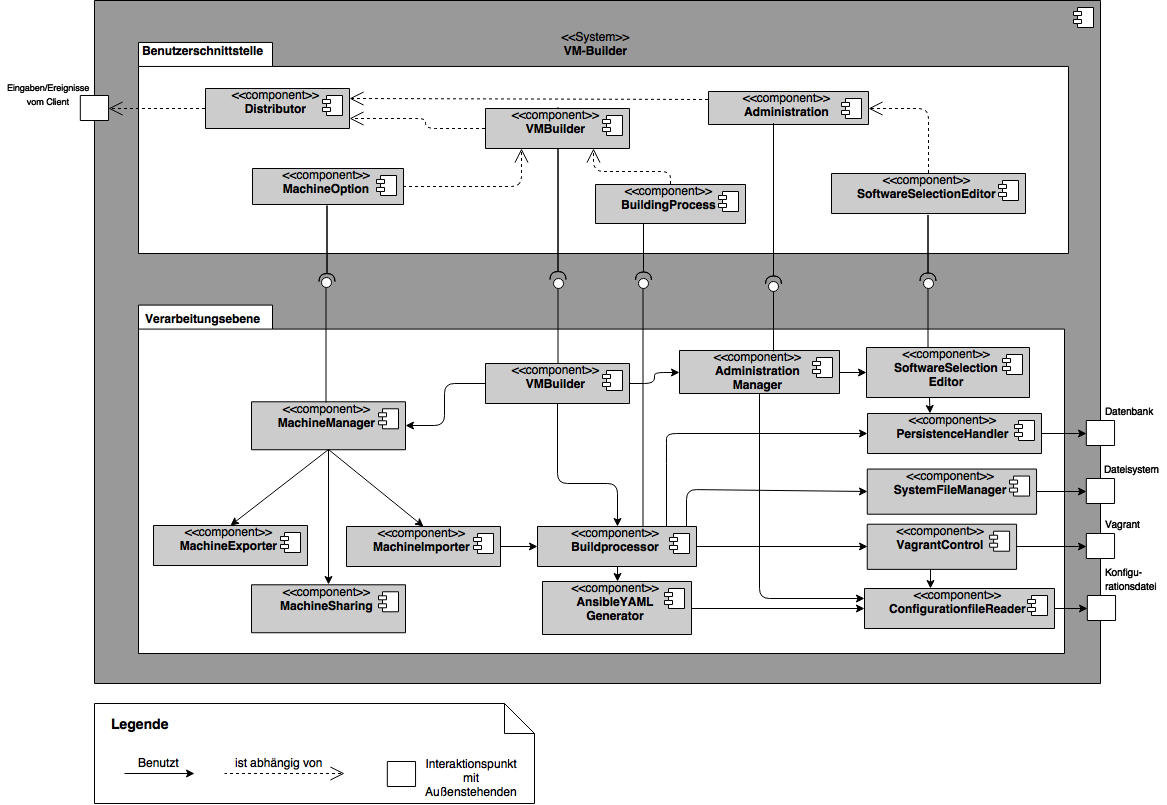 <<System>>
VM-Builder
Benutzerschnittstelle
Eingaben/Ereignisse
vom Client
<<component>>
Distributor
<<component>>
VMBuilder
<<component>>
Administration
<<component>>
MachineOption
<<component>>
BuildingProcess
<<component>>
SoftwareSelectionEditor
Verarbeitungsebene
<<component>>
VMBuilder
<<component>>
Administration
Manager
<<component>>
SoftwareSelection
Editor
<<component>>
MachineManager
<<component>>
PersistenceHandler
Datenbank
<<component>>
SystemFileManager
Dateisystem
<<component>>
MachineExporter
<<component>>
MachineImporter
<<component>>
Buildprocessor
<<component>>
VagrantControl
Vagrant
<<component>>
MachineSharing
<<component>>
AnsibleYAML
Generator
<<component>>
ConfigurationfileReader
Konfigu-
rationsdatei
Legende
Benutzt
ist abhängig von
Interaktionspunkt
mit
Außenstehenden